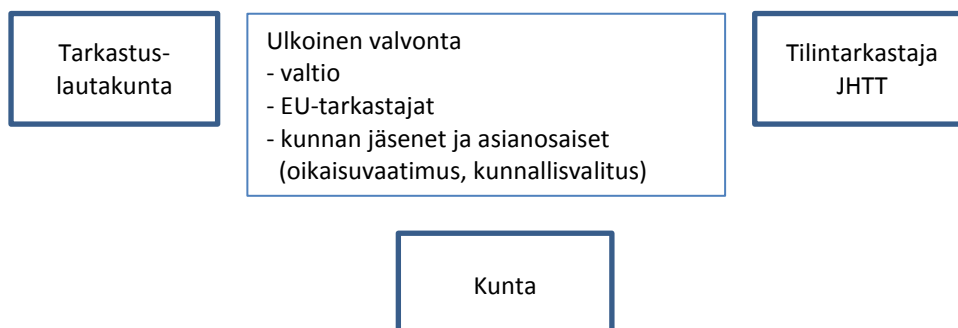 Tarkastus-
lautakunta
Ulkoinen valvonta
- valtio
- EU-tarkastajat
- kunnan jäsenet ja asianosaiset
(oikaisuvaatimus, kunnallisvalitus)
Tilintarkastaja
JHTT
Kunta